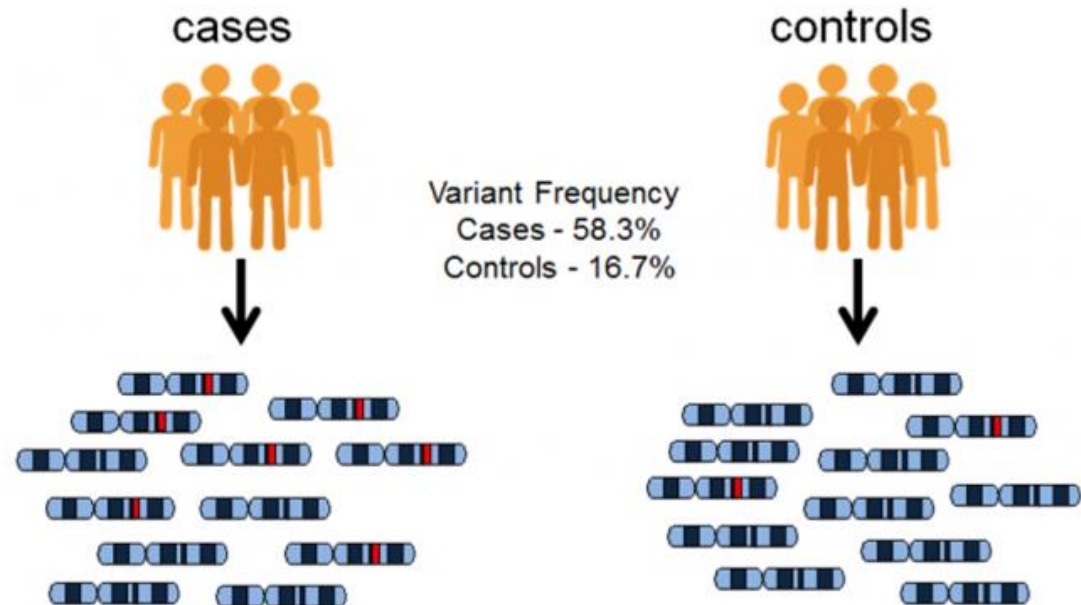 cases
controls
Variant Frequency
Cases - 58.3%
Controls - 16.7%